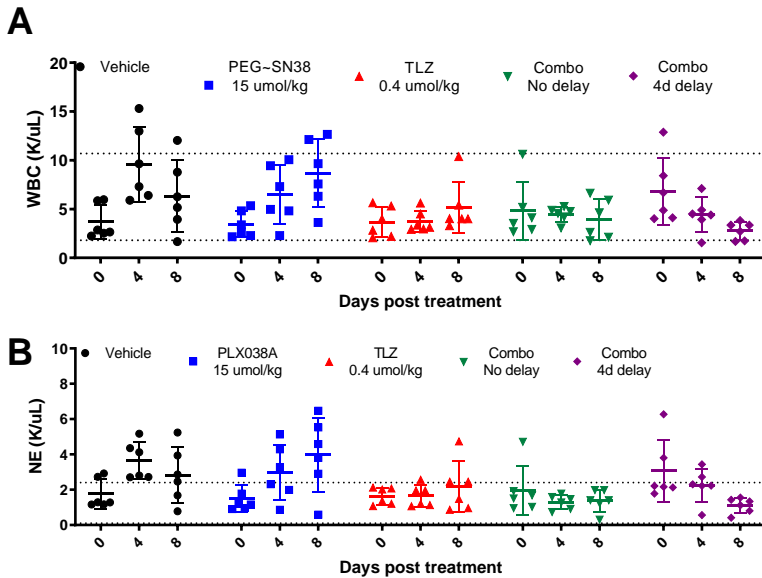 A
Vehicle PEG~SN38 TLZ Combo Combo
15 umol/kg 0.4 umol/kg No delay 4d delay
WBC (K/uL)
20
15
10
5
0
0 4 8 0 4 8 0 4 8 0 4 8 0 4 8
Days post treatment
B
Vehicle PLX038A TLZ Combo Combo
15 umol/kg 0.4 umol/kg No delay 4d delay
NE (K/uL)
10
8
6
4
2
0
0 4 8 0 4 8 0 4 8 0 4 8 0 4 8
Days post treatment